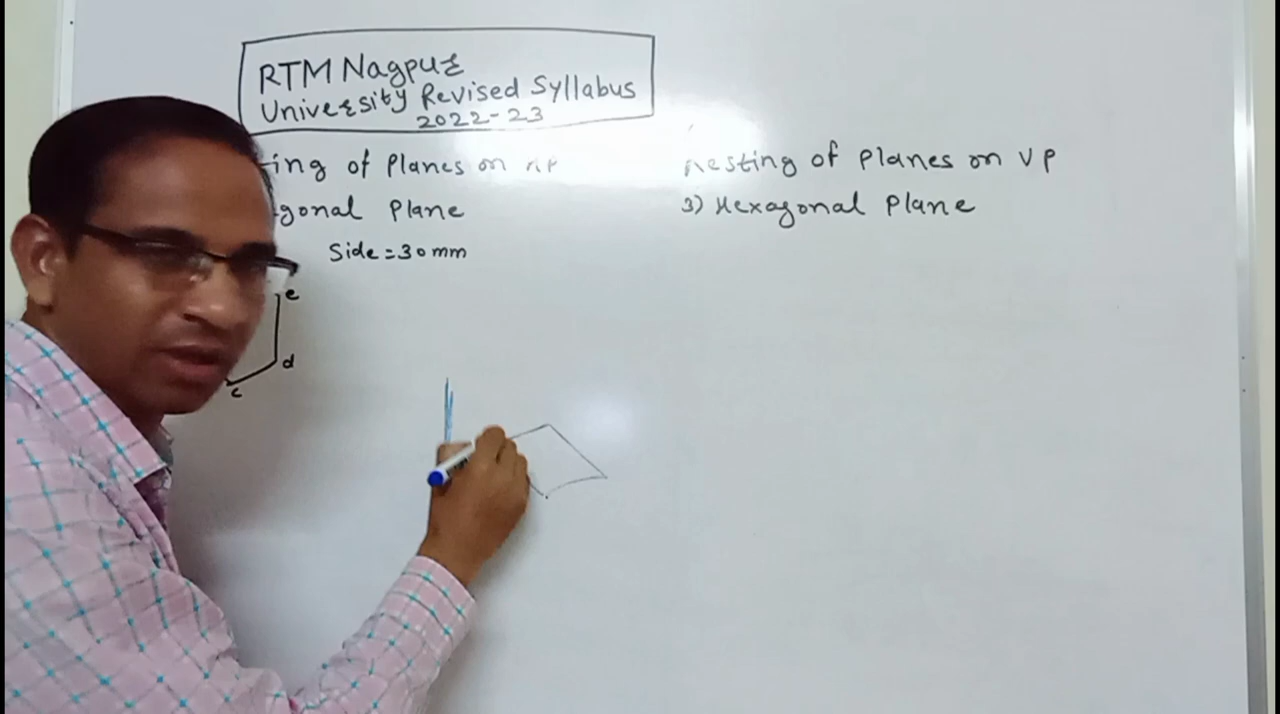 RTM Nagpur
University Revised Syllabus
2022-23
ing of Planes on HP
gonal Plane
Side = 30 mm
e
d
c
Resting of Planes on VP
3) Hexagonal Plane